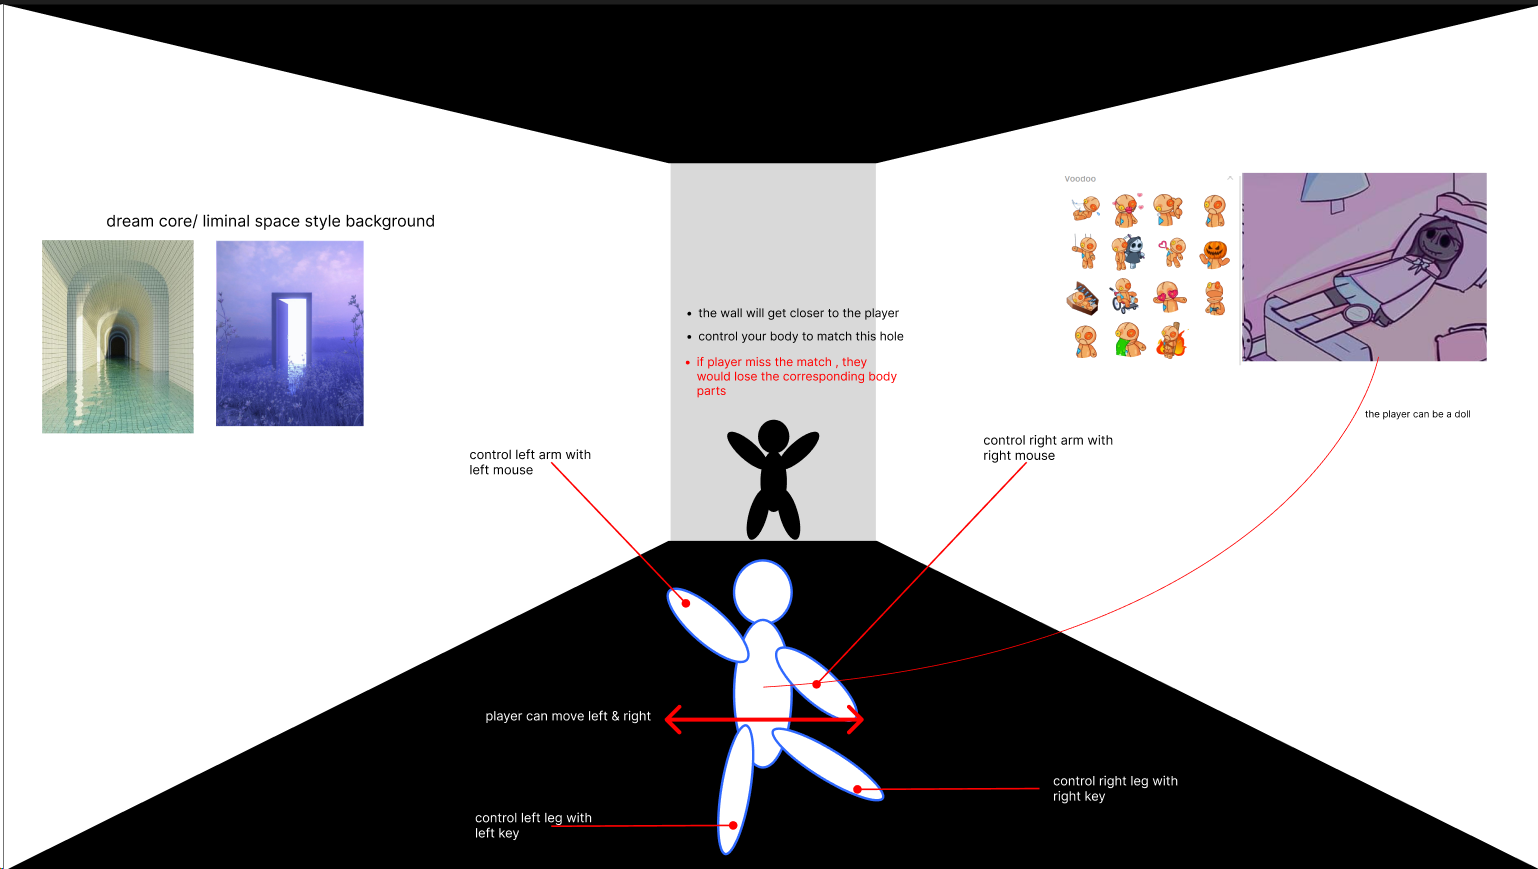 Voodoo
dream core/ liminal space style background
the wall will get closer to the player
control your body to match this hole
if player miss the match , they
would lose the corresponding body
parts
the player can be a doll
control left arm with
left mouse
control right arm with
right mouse
player can move left & right
control right leg with
right key
control left leg with
left key